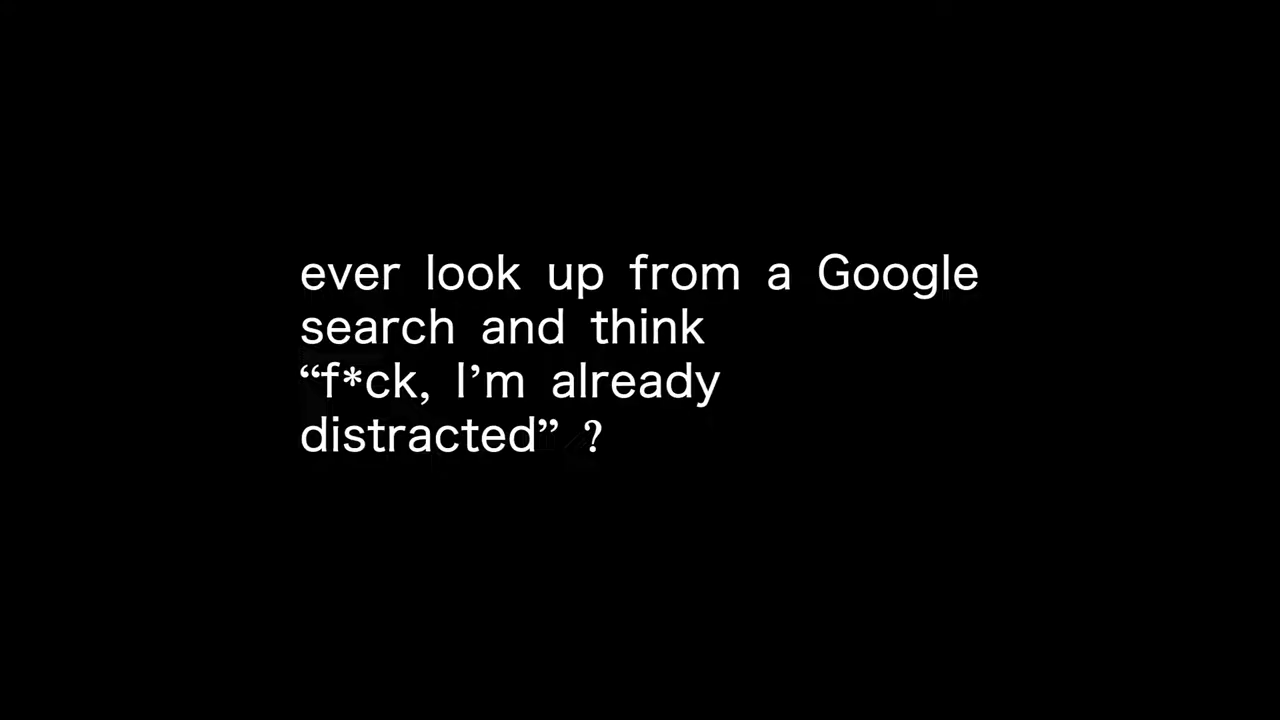 ever look up from a Google
search and think
“f*ck, I’m already
distracted” ?